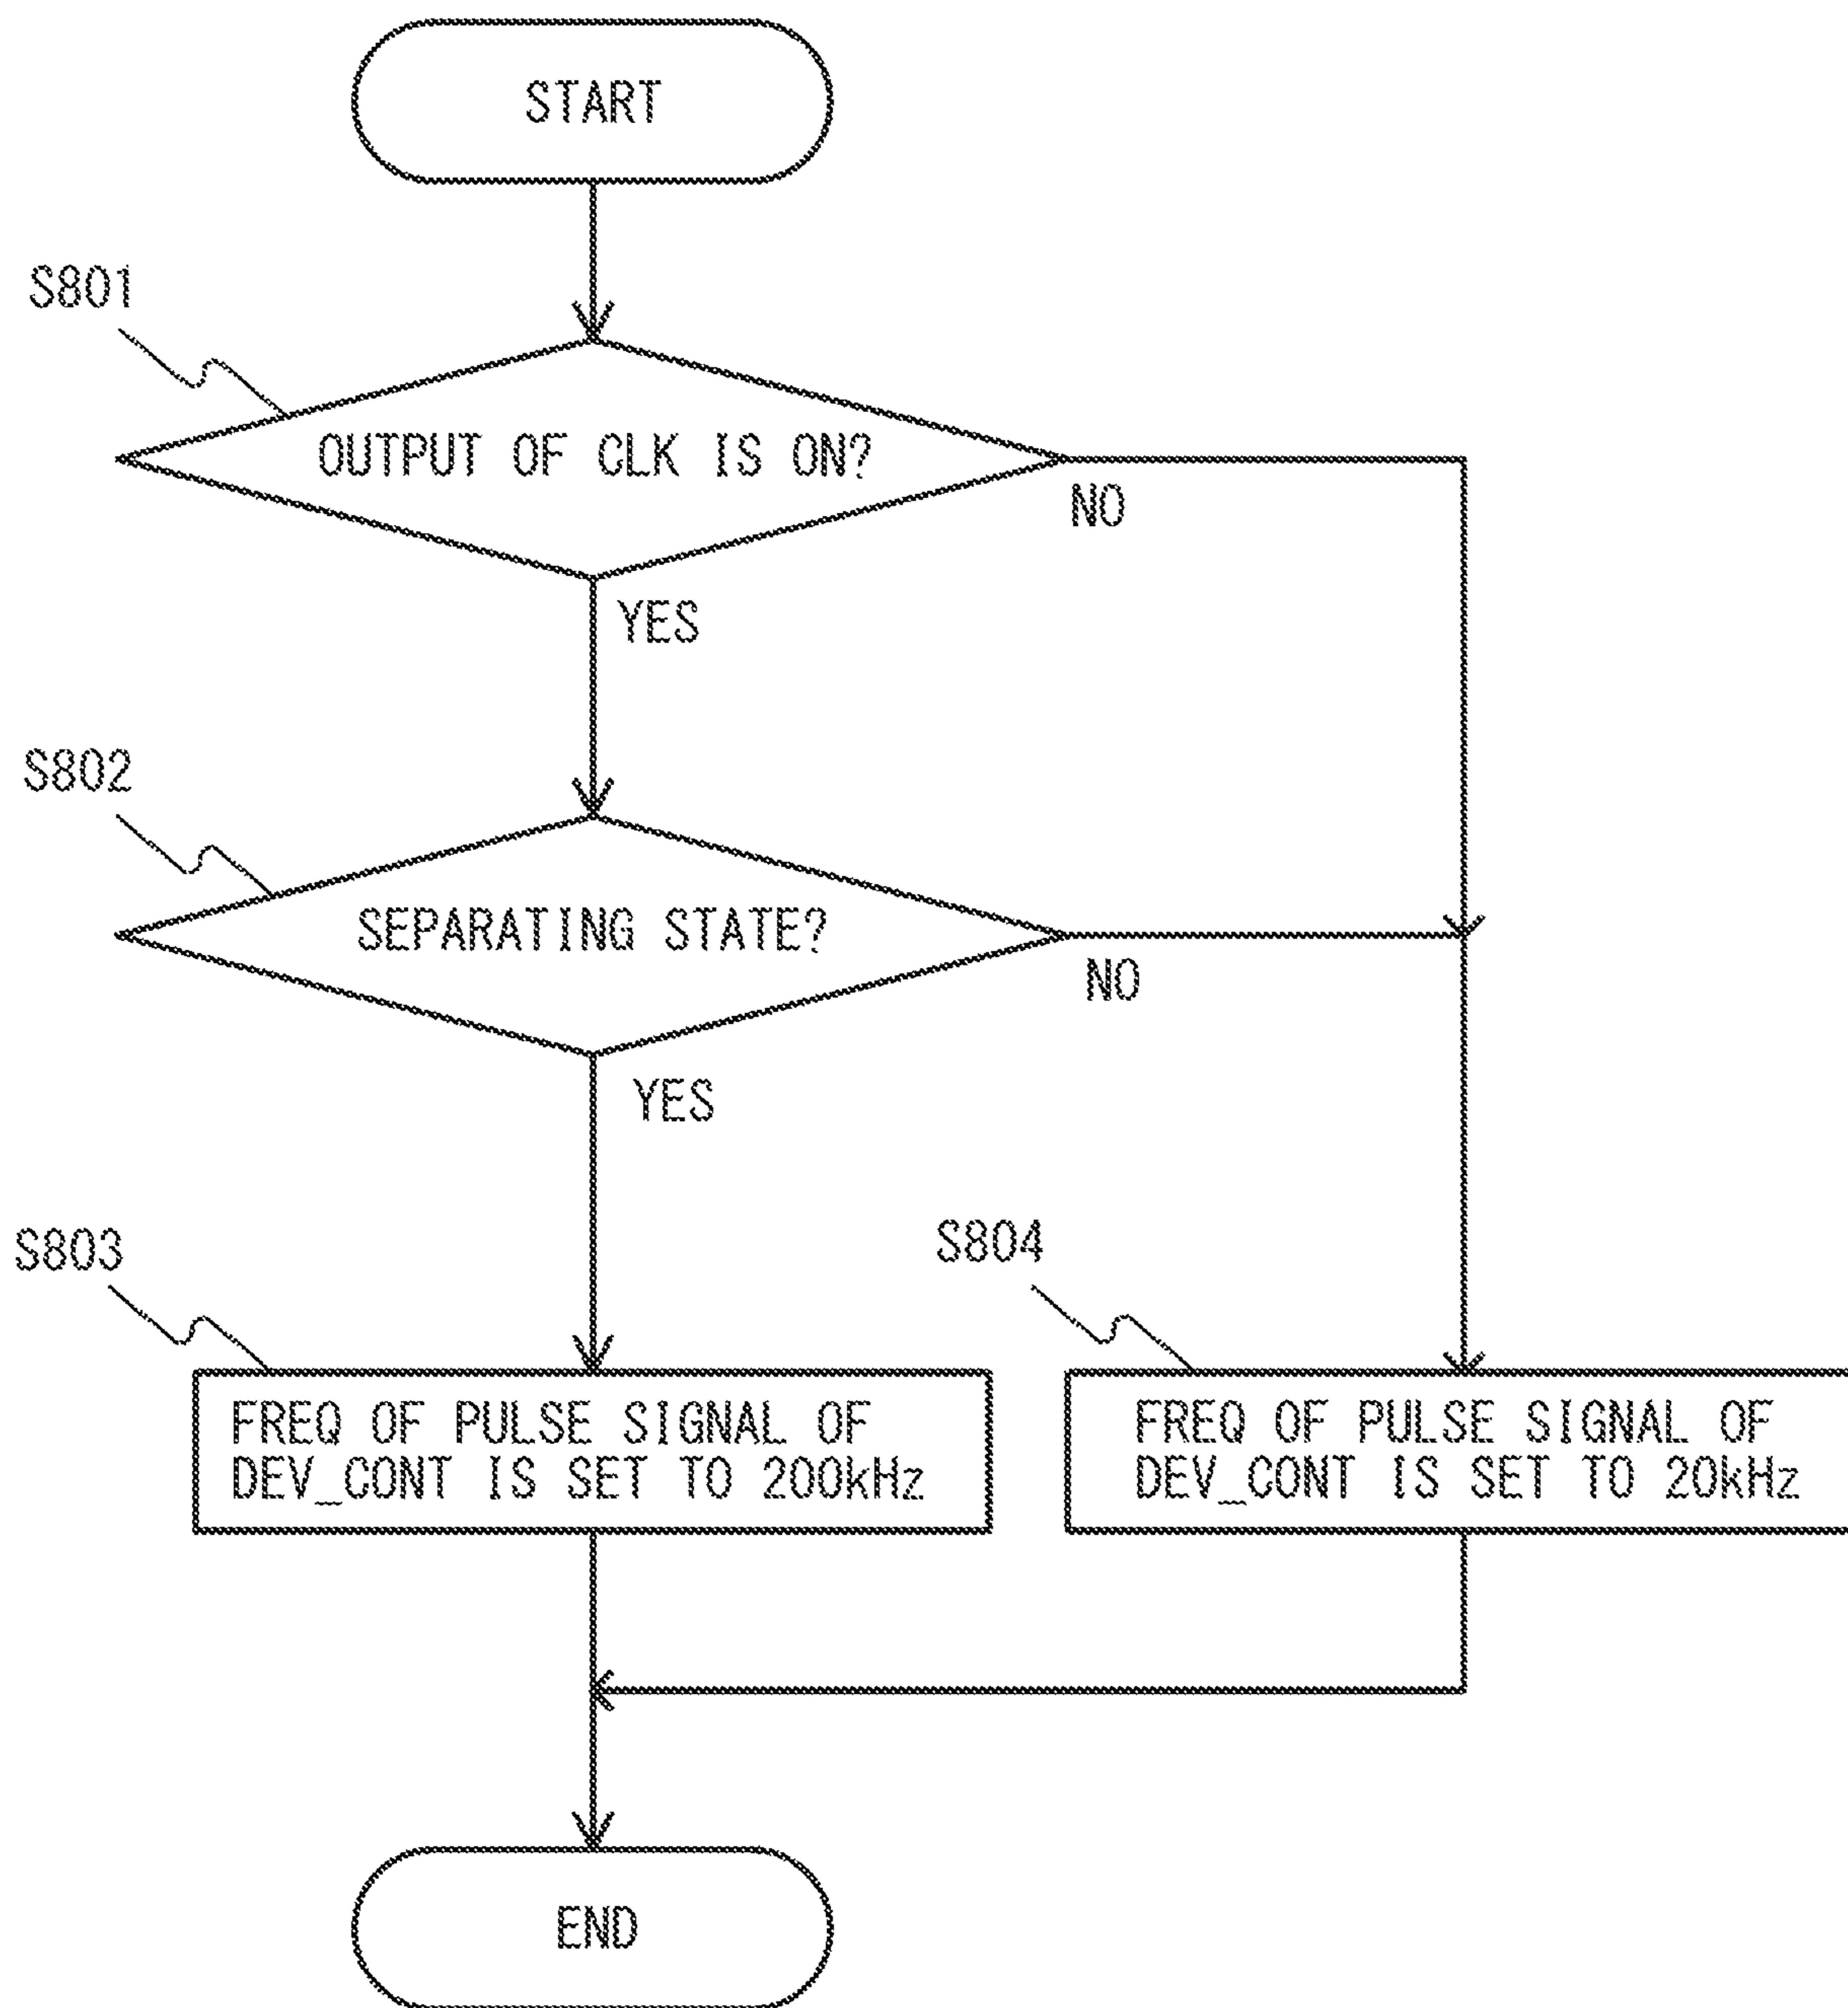 START
S801
OUTPUT OF CLK IS ON?
NO
YES
S802
SEPARATING STATE?
NO
YES
S803
S804
FREQ OF PULSE SIGNAL OF
DEV_CONT IS SET TO 200kHz
FREQ OF PULSE SIGNAL OF
DEV_CONT IS SET TO 20kHz
END